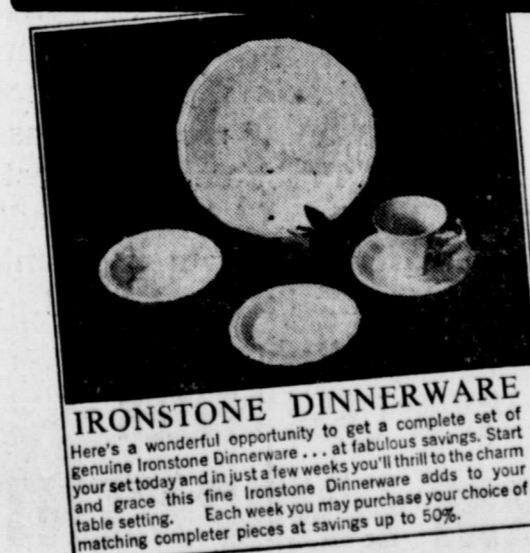 IRONSTONE DINNERWARE
Here's a wonderful opportunity to get a complete set of
genuine Ironstone Dinnerware . . . at fabulous savings. Start
your set today and in just a few weeks you'll thrill to the charm
and grace this fine Ironstone Dinnerware adds to your
table setting. Each week you may purchase your choice of
matching completer pieces at savings up to 50%.